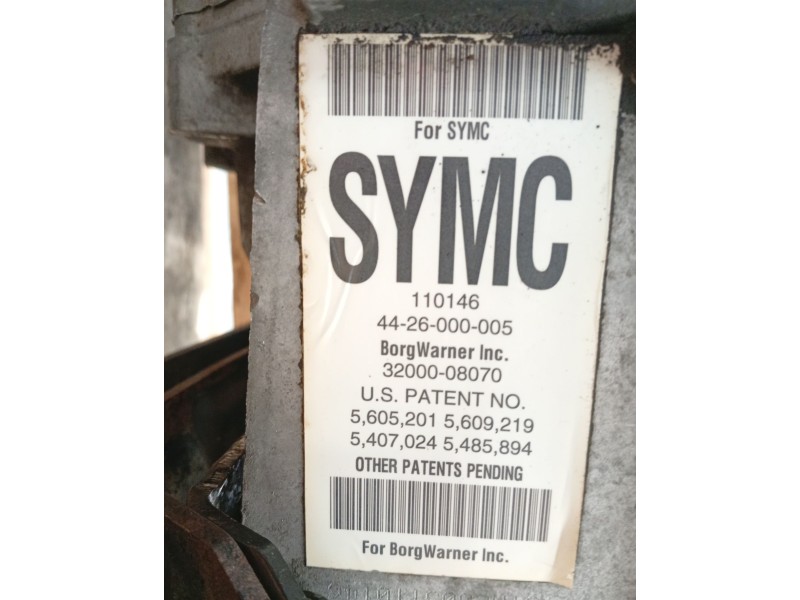 For SYMC
SYMC
110146
44-26-000-005
BorgWarner Inc.
32000-08070
U.S. PATENT NO.
5,605,201 5,609,219
5,407,024 5,485,894
OTHER PATENTS PENDING
For BorgWarner Inc.